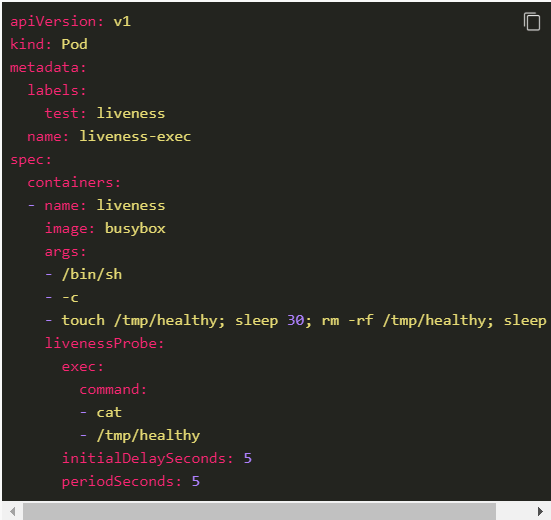 apiVersion: v1
kind: Pod
metadata:
  labels:
    test: liveness
  name: liveness-exec
spec:
  containers:
  - name: liveness
    image: busybox
    args:
    - /bin/sh
    - -c
    - touch /tmp/healthy; sleep 30; rm -rf /tmp/healthy; sleep
    livenessProbe:
      exec:
        command:
        - cat
        - /tmp/healthy
      initialDelaySeconds: 5
      periodSeconds: 5